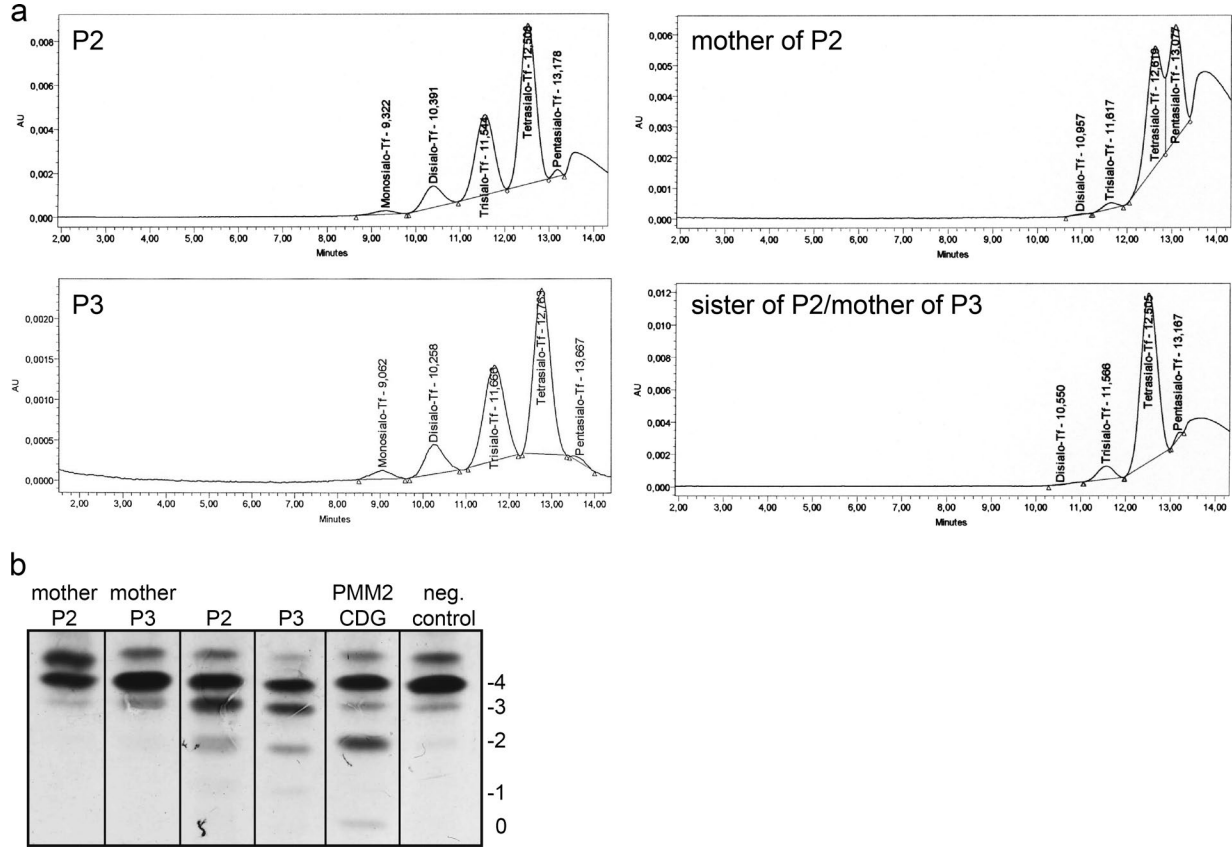 a
P2
0,008
0,006
0,004
0,002
0,000
AU
Monosialo-Tf - 9,322
Disialo-Tf - 10,391
Trisialo-Tf - 11,544
Tetrasialo-Tf - 12,508
Pentasialo-Tf - 13,178
2,00 3,00 4,00 5,00 6,00 7,00 8,00 9,00 10,00 11,00 12,00 13,00 14,00
Minutes
mother of P2
0,006
0,005
0,004
0,003
0,002
0,001
0,000
AU
Disialo-Tf - 10,957
Trisialo-Tf - 11,617
Tetrasialo-Tf - 12,619
Pentasialo-Tf - 13,077
2,00 3,00 4,00 5,00 6,00 7,00 8,00 9,00 10,00 11,00 12,00 13,00 14,00
Minutes
P3
0,0020
0,0015
0,0010
0,0005
0,0000
AU
Monosialo-Tf - 9,062
Disialo-Tf - 10,258
Trisialo-Tf -
Tetrasialo-Tf - 12,763
Pentasialo-Tf - 13,667
2,00 3,00 4,00 5,00 6,00 7,00 8,00 9,00 10,00 11,00 12,00 13,00 14,00
Minutes
sister of P2/mother of P3
0,012
0,010
0,008
0,006
0,004
0,002
0,000
AU
Disialo-Tf - 10,550
Trisialo-Tf - 11,566
Tetrasialo-Tf - 12,505
Pentasialo-Tf - 13,167
2,00 3,00 4,00 5,00 6,00 7,00 8,00 9,00 10,00 11,00 12,00 13,00 14,00
Minutes
b
mother P2
mother P3
P2
P3
PMM2 CDG
neg. control
-4
-3
-2
-1
0